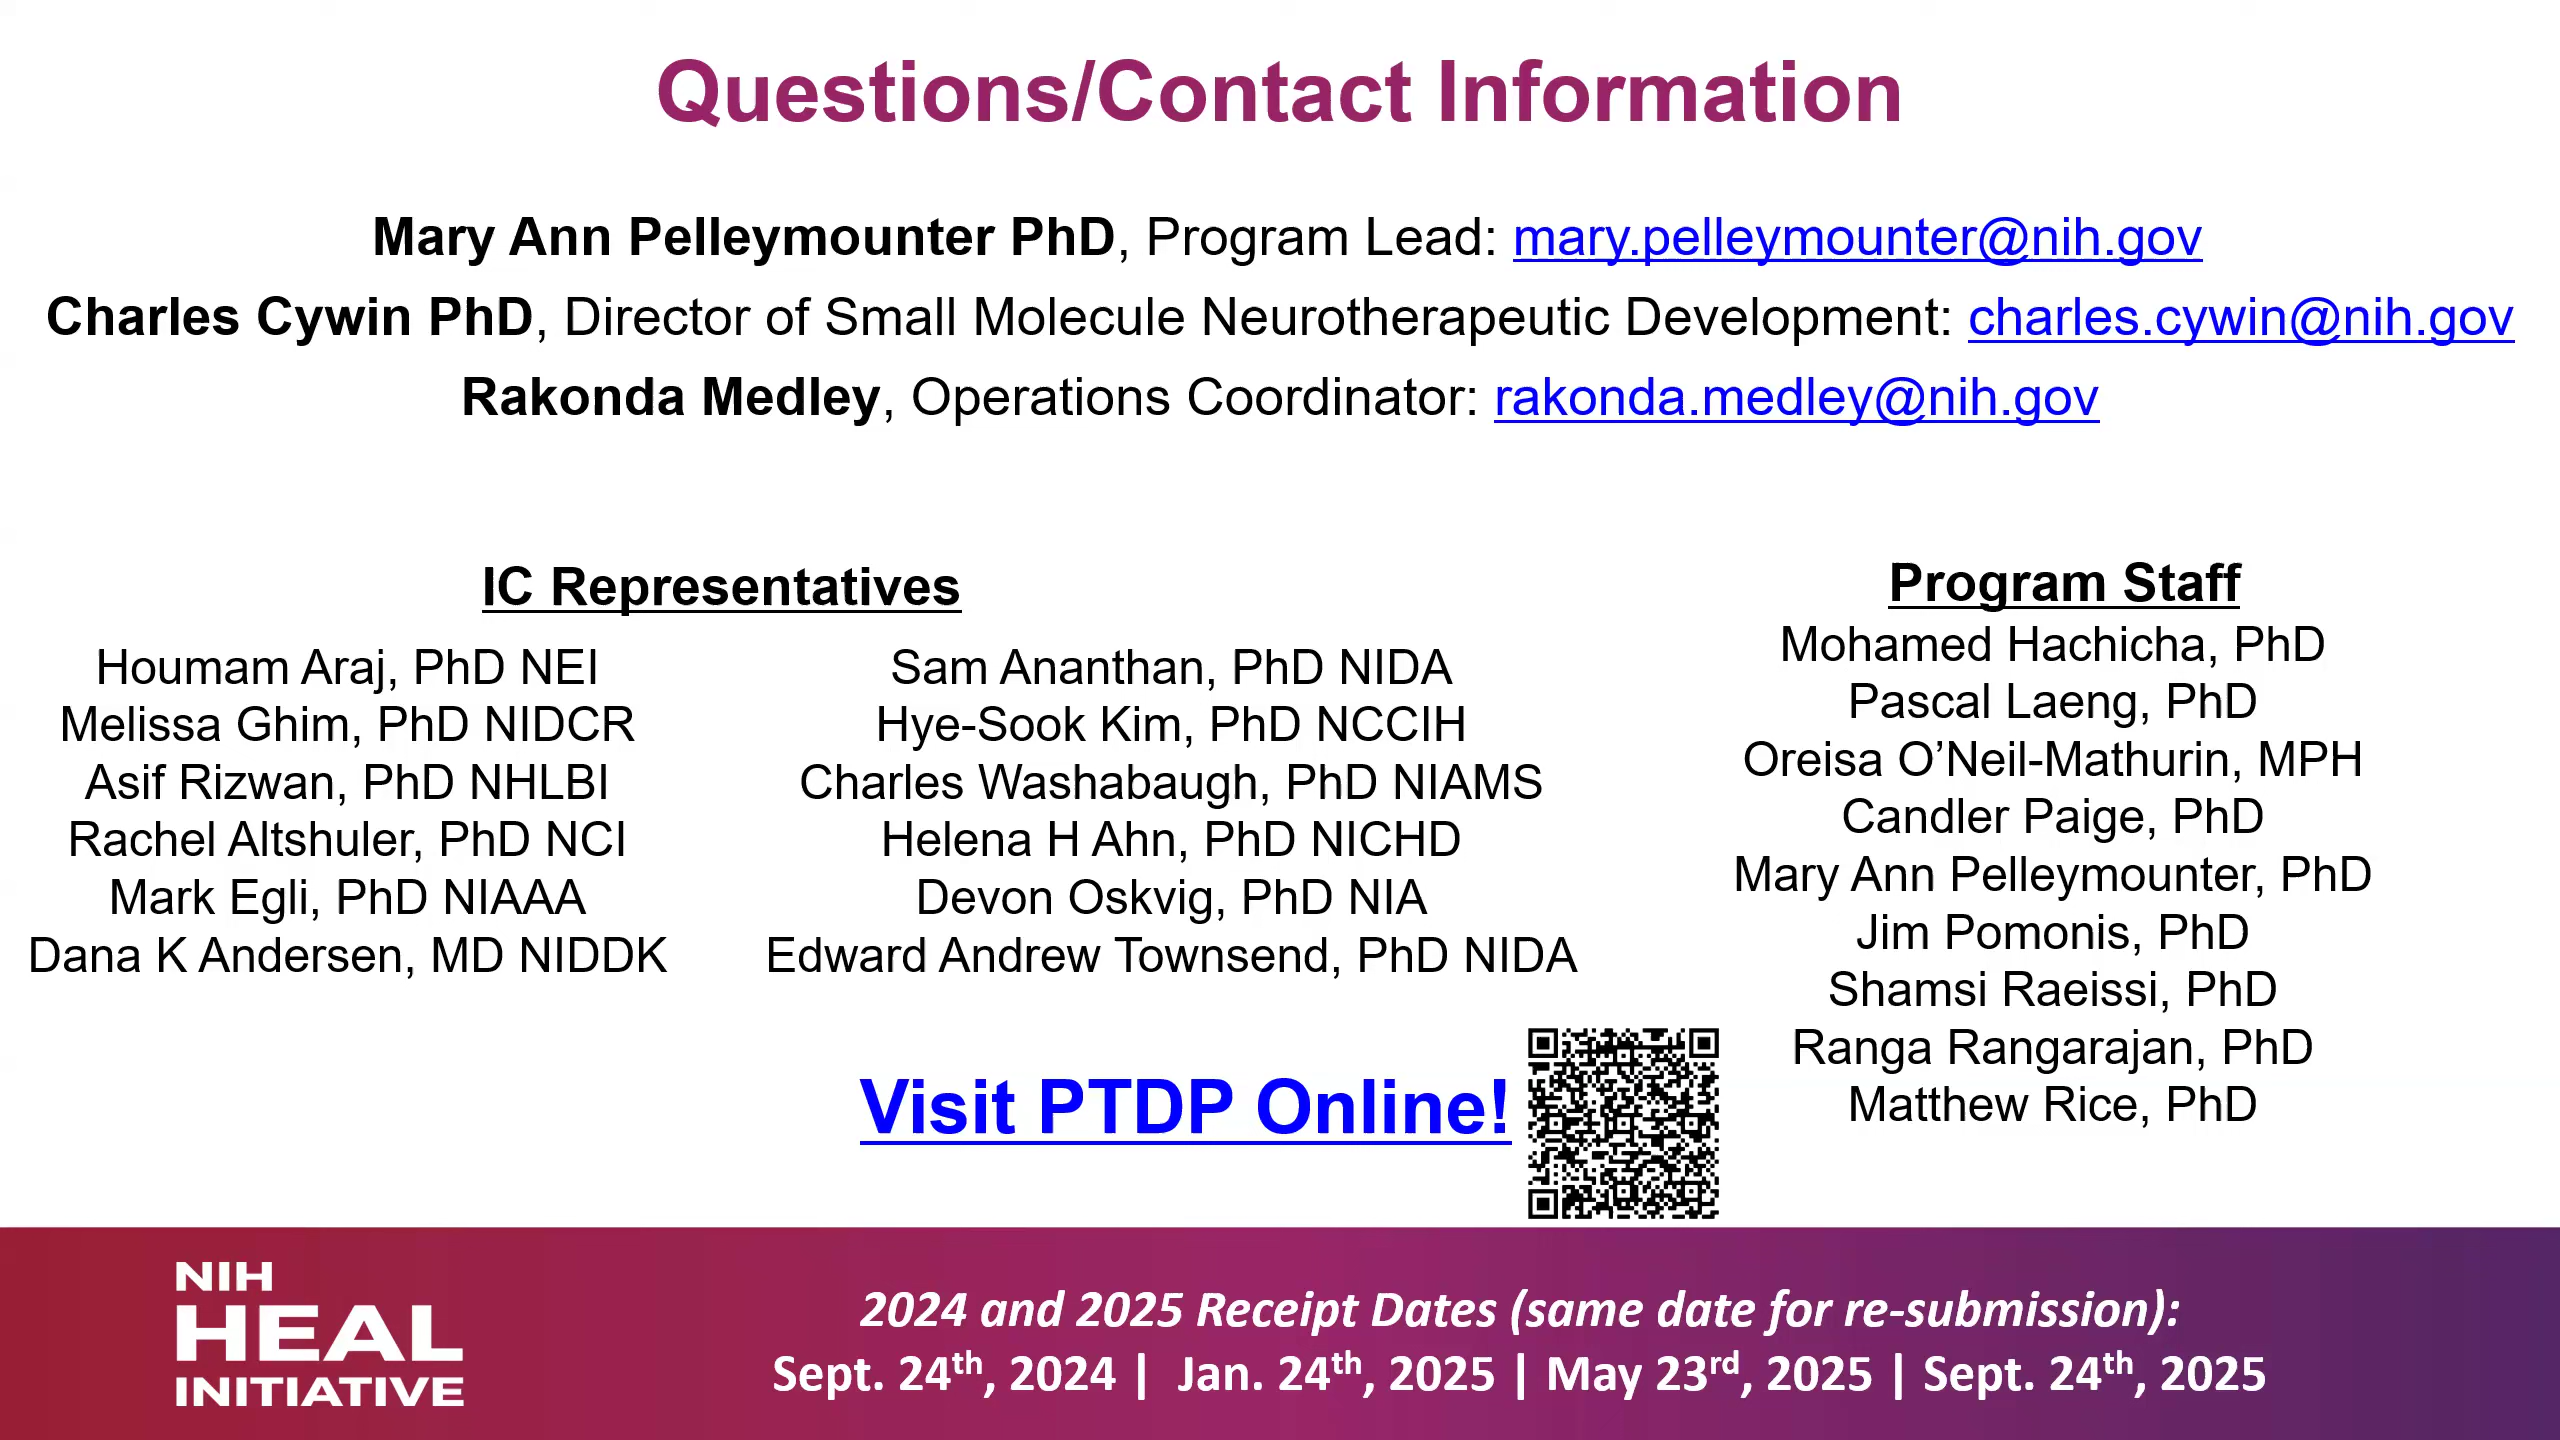 Questions/Contact Information
Mary Ann Pelleymounter PhD, Program Lead: mary.pelleymounter@nih.gov
Charles Cywin PhD, Director of Small Molecule Neurotherapeutic Development: charles.cywin@nih.gov
Rakonda Medley, Operations Coordinator: rakonda.medley@nih.gov
IC Representatives
Houmam Araj, PhD NEI
Melissa Ghim, PhD NIDCR
Asif Rizwan, PhD NHLBI
Rachel Altshuler, PhD NCI
Mark Egli, PhD NIAAA
Dana K Andersen, MD NIDDK
Sam Ananthan, PhD NIDA
Hye-Sook Kim, PhD NCCIH
Charles Washabaugh, PhD NIAMS
Helena H Ahn, PhD NICHD
Devon Oskvig, PhD NIA
Edward Andrew Townsend, PhD NIDA
Program Staff
Mohamed Hachicha, PhD
Pascal Laeng, PhD
Oreisa O’Neil-Mathurin, MPH
Candler Paige, PhD
Mary Ann Pelleymounter, PhD
Jim Pomonis, PhD
Shamsi Raeissi, PhD
Ranga Rangarajan, PhD
Matthew Rice, PhD
Visit PTDP Online!
NIH
HEAL
INITIATIVE
2024 and 2025 Receipt Dates (same date for re-submission):
Sept. 24th, 2024 | Jan. 24th, 2025 | May 23rd, 2025 | Sept. 24th, 2025